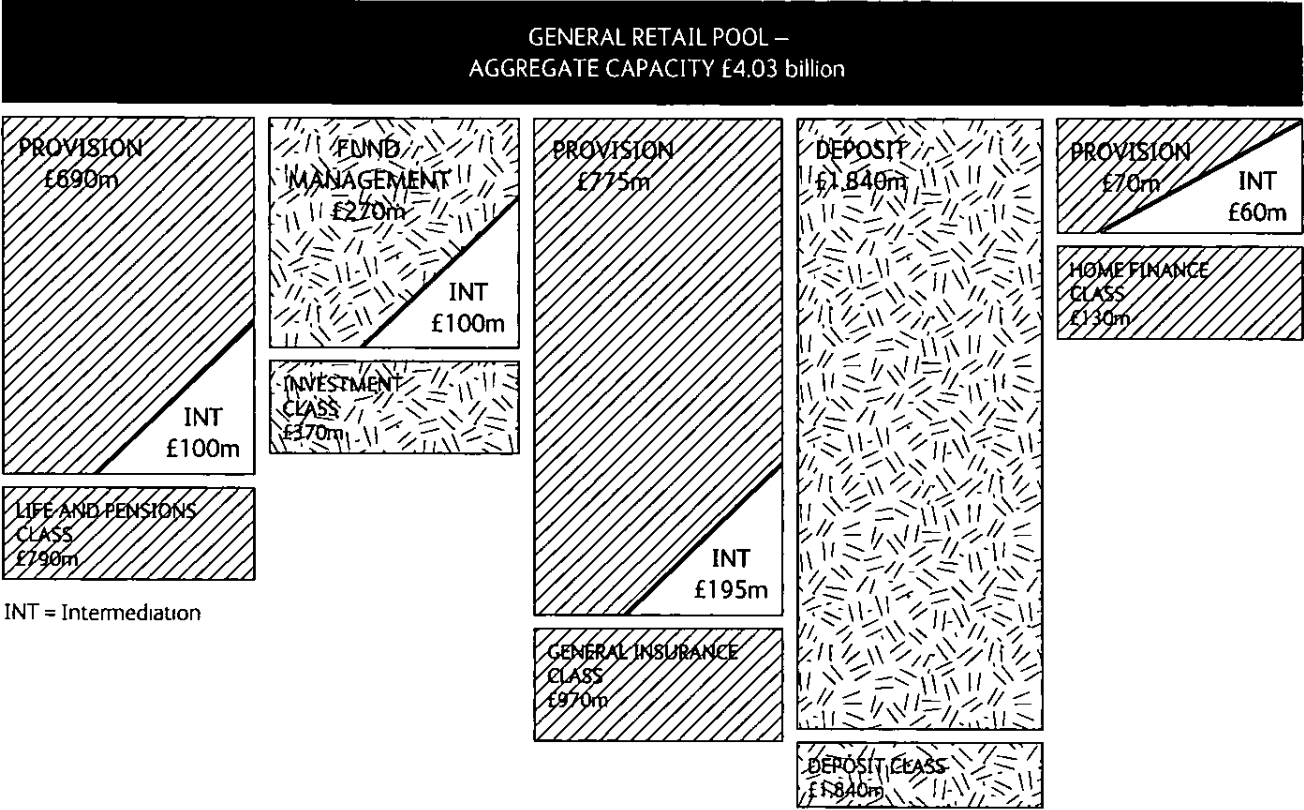 GENERAL RETAIL POOL –
AGGREGATE CAPACITY £4.03 billion
PROVISION
£690m
INT
£100m
LIFE AND PENSIONS
CLASS
£790m
INT = Intermediation
FUND
MANAGEMENT
£270m
INT
£100m
INVESTMENT
CLASS
£370m
PROVISION
£775m
INT
£195m
GENERAL INSURANCE
CLASS
£970m
DEPOSIT
£1,840m
DEPOSIT CLASS
£1,840m
PROVISION
£70m
INT
£60m
HOME FINANCE
CLASS
£130m